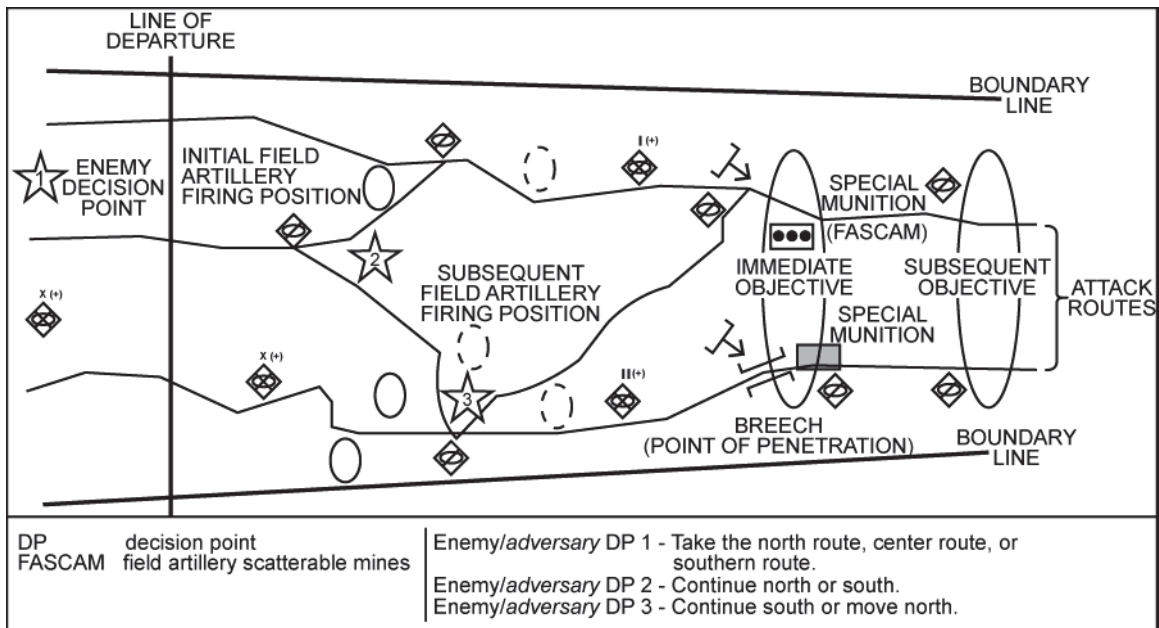 LINE OF
DEPARTURE
BOUNDARY
LINE
ENEMY
DECISION
POINT
1
INITIAL FIELD
ARTILLERY
FIRING POSITION
I (+)
SPECIAL
MUNITION
(FASCAM)
2
SUBSEQUENT
FIELD ARTILLERY
FIRING POSITION
IMMEDIATE
OBJECTIVE
SUBSEQUENT
OBJECTIVE
ATTACK
ROUTES
X (+)
SPECIAL
MUNITION
X (+)
3
II (+)
BREECH
(POINT OF PENETRATION)
BOUNDARY
LINE
DP decision point
FASCAM field artillery scatterable mines
Enemy/adversary DP 1 - Take the north route, center route, or
southern route.
Enemy/adversary DP 2 - Continue north or south.
Enemy/adversary DP 3 - Continue south or move north.